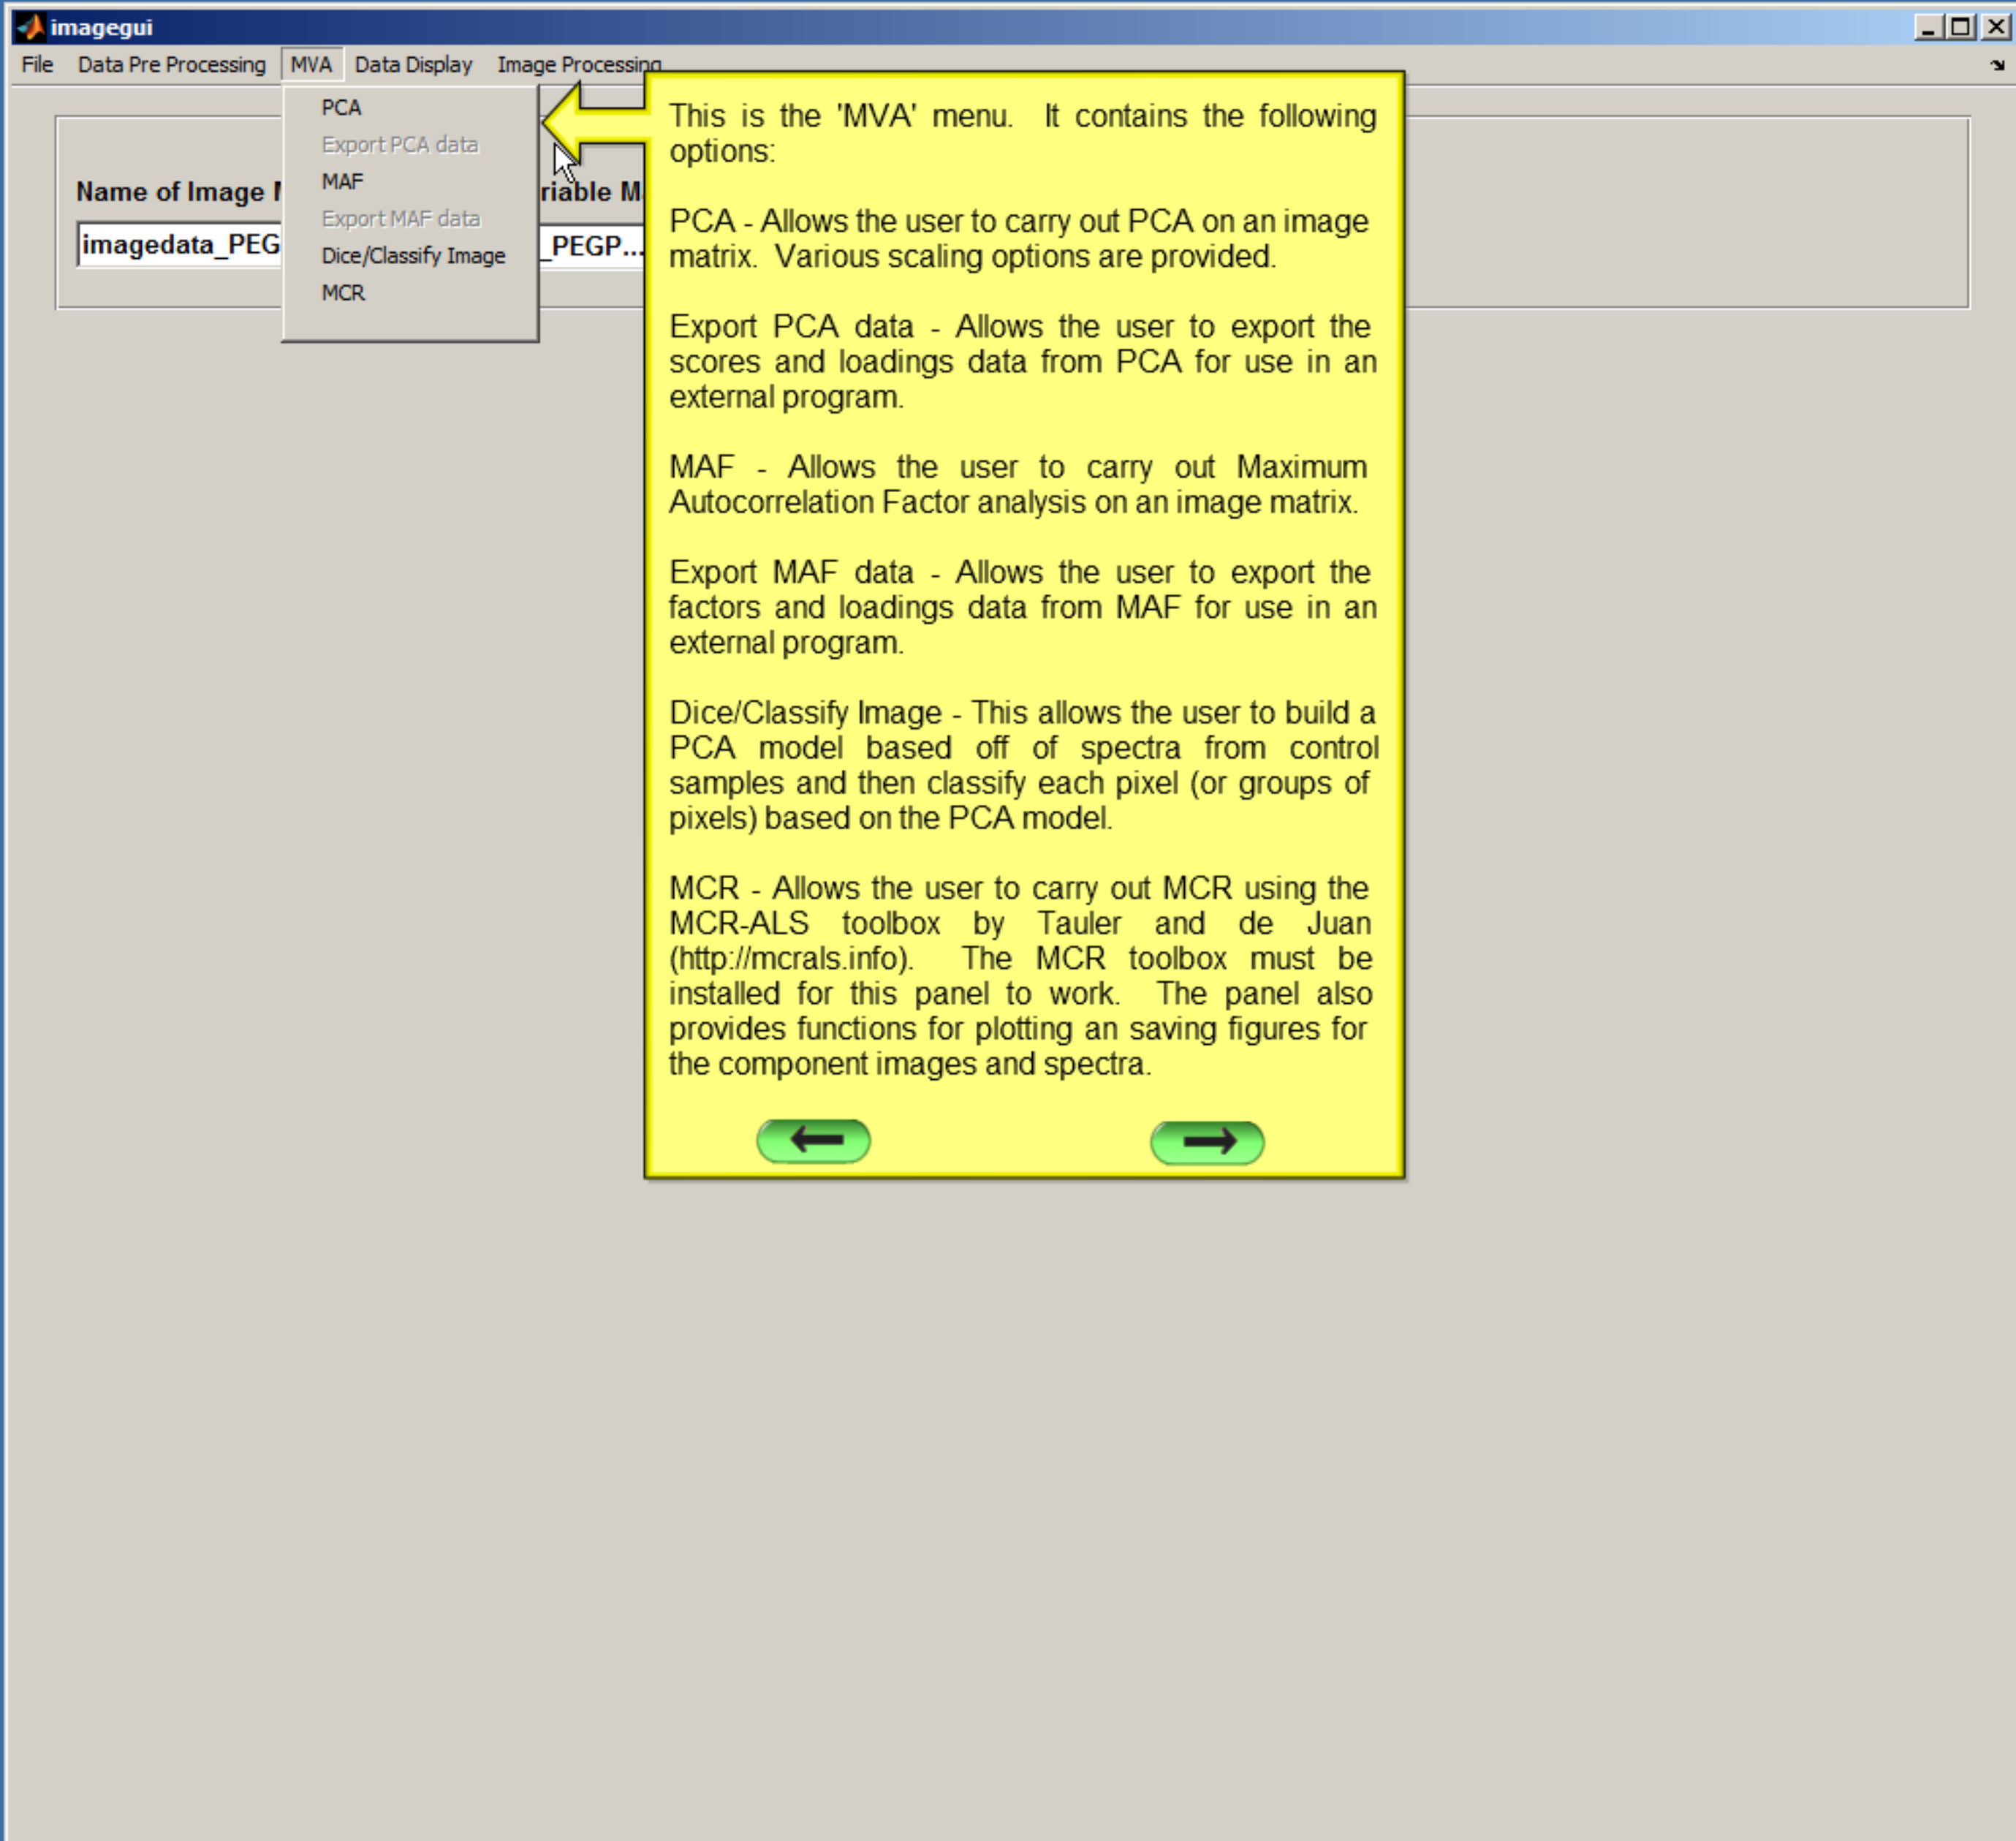 imagegui
File Data Pre Processing MVA Data Display Image Processing
PCA
Export PCA data
MAF
Export MAF data
Dice/Classify Image
MCR
Name of Image
riable
imagedata_PEG
_PEGP...
This is the 'MVA' menu. It contains the following
options:
PCA - Allows the user to carry out PCA on an image
matrix. Various scaling options are provided.
Export PCA data - Allows the user to export the
scores and loadings data from PCA for use in an
external program.
MAF - Allows the user to carry out Maximum
Autocorrelation Factor analysis on an image matrix.
Export MAF data - Allows the user to export the
factors and loadings data from MAF for use in an
external program.
Dice/Classify Image - This allows the user to build a
PCA model based off of spectra from control
samples and then classify each pixel (or groups of
pixels) based on the PCA model.
MCR - Allows the user to carry out MCR using the
MCR-ALS toolbox by Tauler and de Juan
(http://mcrals.info). The MCR toolbox must be
installed for this panel to work. The panel also
provides functions for plotting an saving figures for
the component images and spectra.